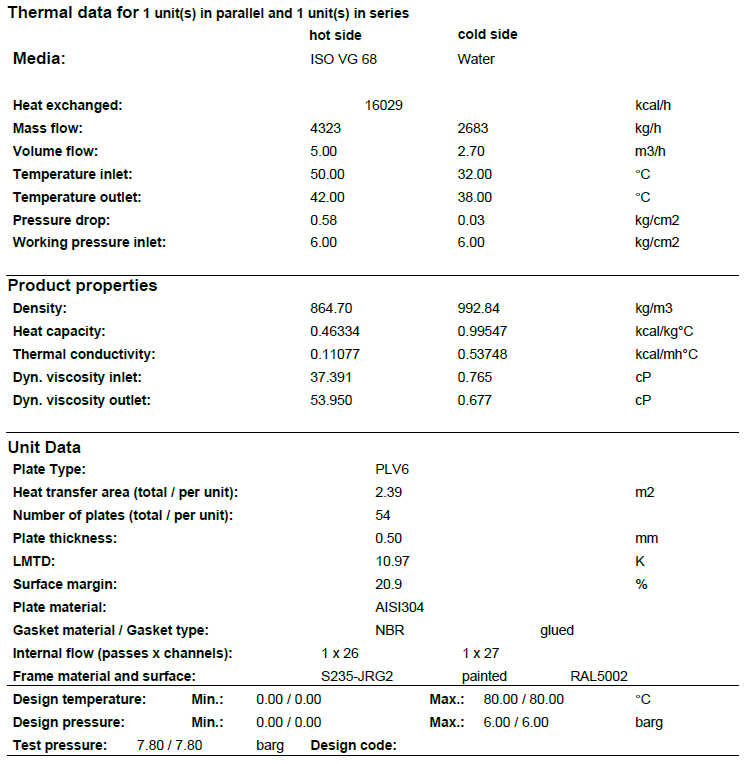 Thermal data for 1 unit(s) in parallel and 1 unit(s) in series
hot side cold side
Media: ISO VG 68 Water
Heat exchanged: 16029 kcal/h
Mass flow: 4323 2683 kg/h
Volume flow: 5.00 2.70 m3/h
Temperature inlet: 50.00 32.00 °C
Temperature outlet: 42.00 38.00 °C
Pressure drop: 0.58 0.03 kg/cm2
Working pressure inlet: 6.00 6.00 kg/cm2
Product properties
Density: 864.70 992.84 kg/m3
Heat capacity: 0.46334 0.99547 kcal/kg°C
Thermal conductivity: 0.11077 0.53748 kcal/mh°C
Dyn. viscosity inlet: 37.391 0.765 cP
Dyn. viscosity outlet: 53.950 0.677 cP
Unit Data
Plate Type: PLV6
Heat transfer area (total / per unit): 2.39 m2
Number of plates (total / per unit): 54
Plate thickness: 0.50 mm
LMTD: 10.97 K
Surface margin: 20.9 %
Plate material: AISI304
Gasket material / Gasket type: NBR glued
Internal flow (passes x channels): 1 x 26 1 x 27
Frame material and surface: S235-JRG2 painted RAL5002
Design temperature: Min.: 0.00 / 0.00 Max.: 80.00 / 80.00 °C
Design pressure: Min.: 0.00 / 0.00 Max.: 6.00 / 6.00 barg
Test pressure: 7.80 / 7.80 barg Design code: